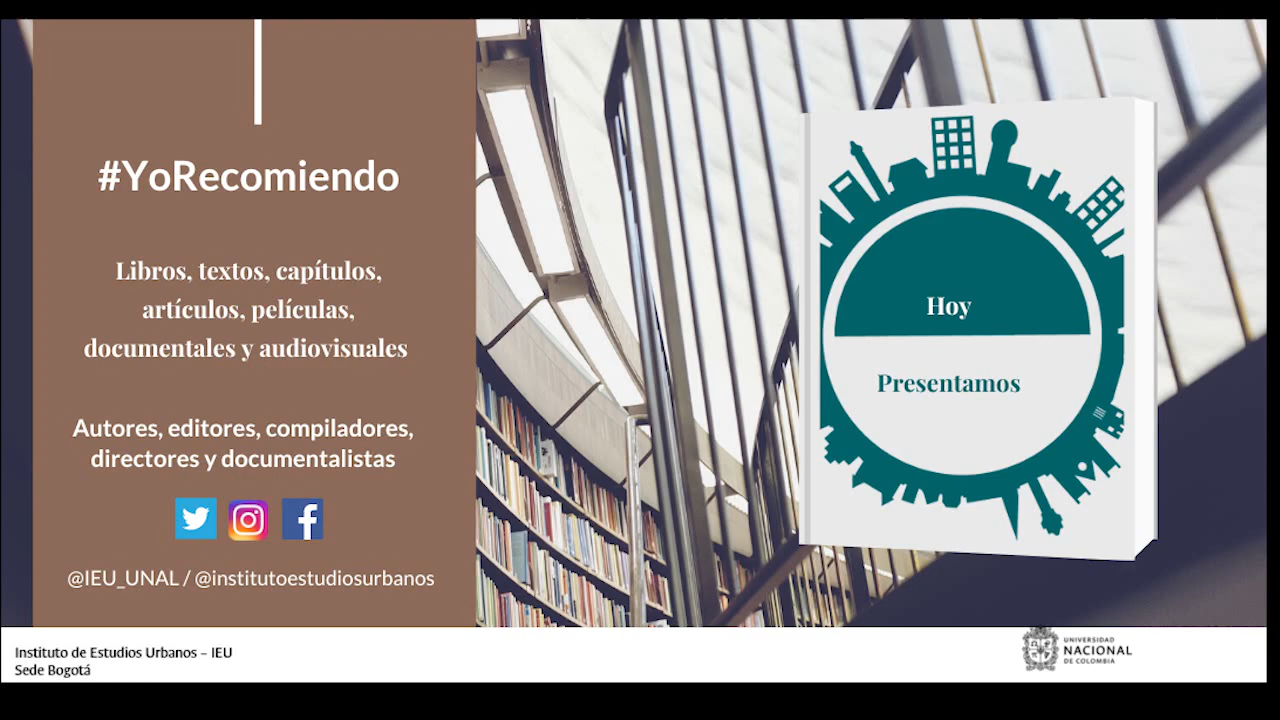 #YoRecomiendo
Libros, textos, capítulos,
artículos, películas,
documentales y audiovisuales
Autores, editores, compiladores,
directores y documentalistas
@IEU_UNAL / @institutoestudiosurbanos
Hoy
Presentamos
Instituto de Estudios Urbanos – IEU
Sede Bogotá
UNIVERSIDAD
NACIONAL
DE COLOMBIA